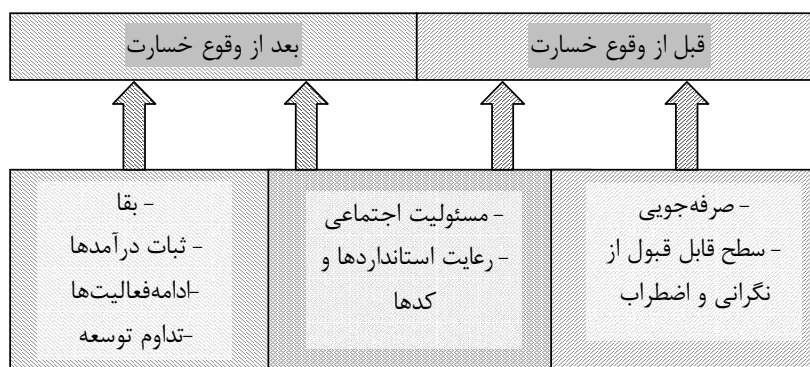 قبل از وقوع خسارت
بعد از وقوع خسارت
- صرفه‌جویی
- سطح قابل قبول از
نگرانی و اضطراب
- مسئولیت اجتماعی
- رعایت استانداردها و
کدها
- بقا
- ثبات درآمدها
-ادامه‌فعالیت‌ها
-تداوم توسعه